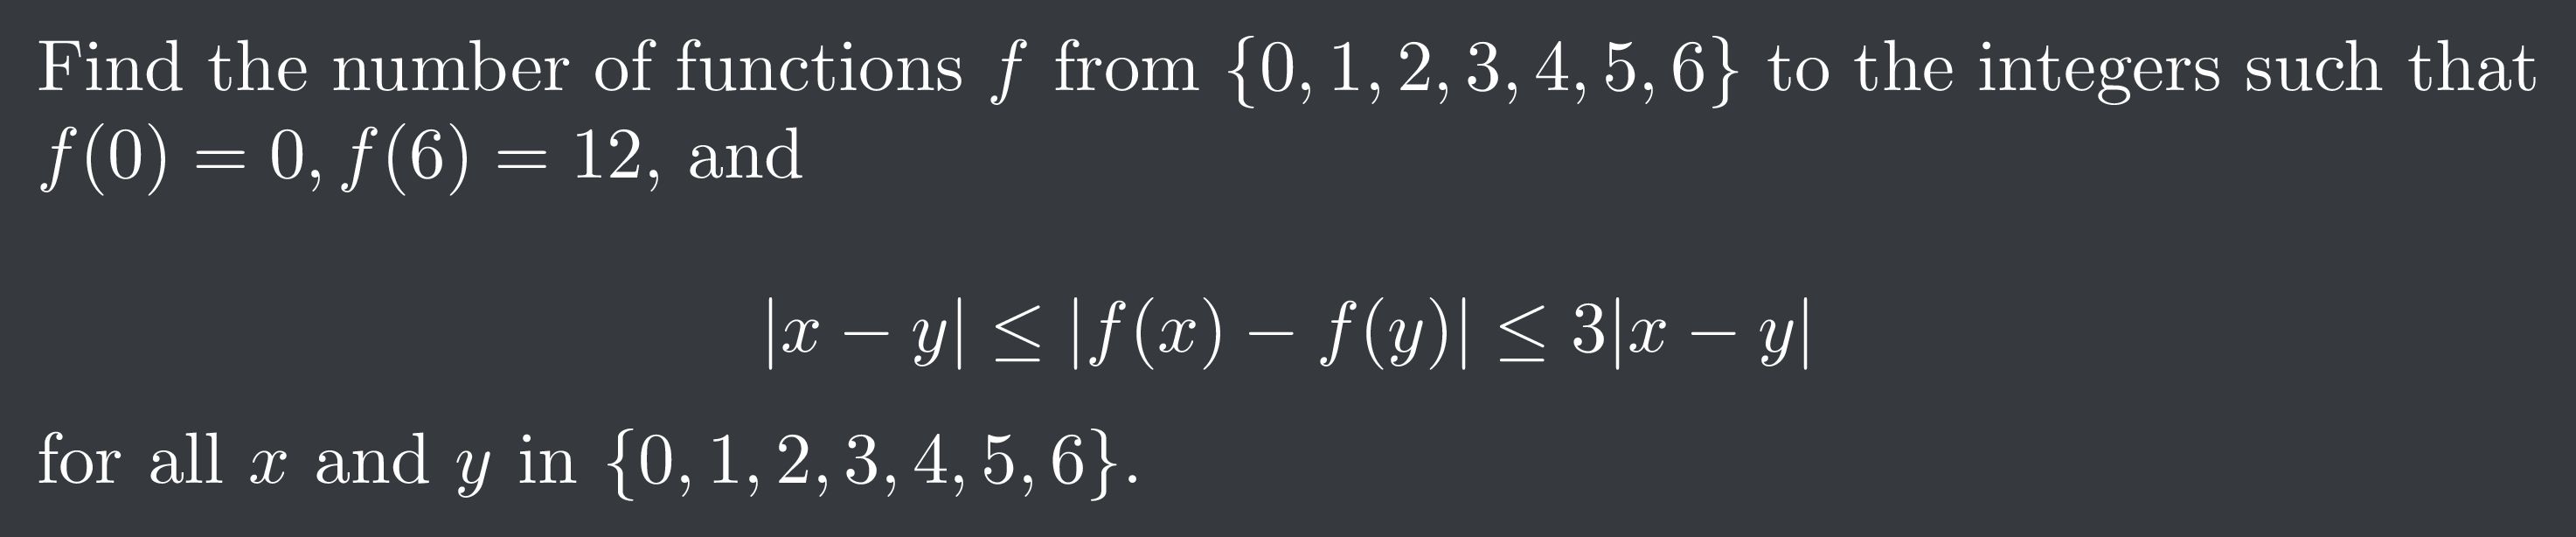 Find the number of functions f from {0, 1, 2, 3, 4, 5, 6} to the integers such that
f(0) = 0, f(6) = 12, and
|x − y| ≤ |f(x) − f(y)| ≤ 3|x − y|
for all x and y in {0, 1, 2, 3, 4, 5, 6}.